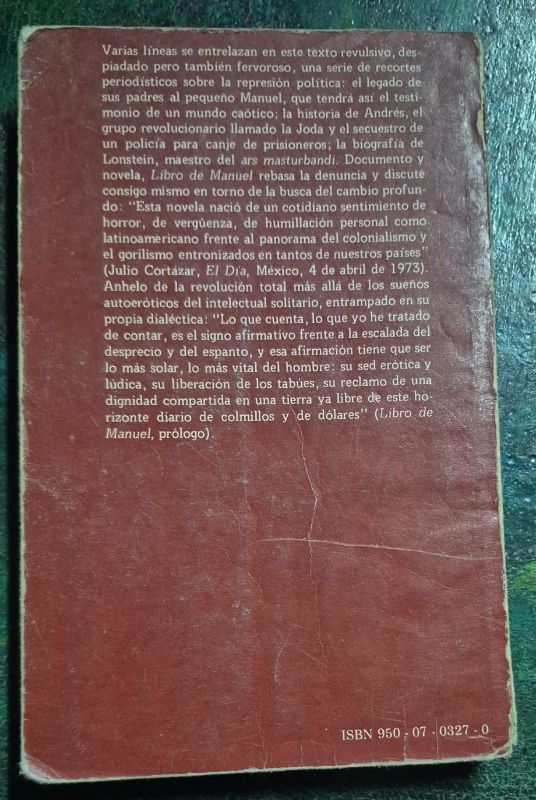 Varias líneas se entrelazan en este texto revulsivo, des-
piadado pero también fervoroso, una serie de recortes
periodísticos sobre la represión política: el legado de
sus padres al pequeño Manuel, que tendrá así el testi-
monio de un mundo caótico; la historia de Andrés, el
grupo revolucionario llamado la Joda y el secuestro de
un policía para canje de prisioneros; la biografía de
Lonstein, maestro del ars masturbandi. Documento y
novela, Libro de Manuel rebasa la denuncia y discute
consigo mismo en torno de la busca del cambio profun-
do: “Esta novela nació de un cotidiano sentimiento de
horror, de vergüenza, de humillación personal como
latinoamericano frente al panorama del colonialismo y
el gorilismo entronizados en tantos de nuestros países”
(Julio Cortázar, El Día, México, 4 de abril de 1973).
Anhelo de la revolución total más allá de los sueños
autoeróticos del intelectual solitario, entrampado en su
propia dialéctica: “Lo que cuenta, lo que yo he tratado
de contar, es el signo afirmativo frente a la escalada del
desprecio y del espanto, y esa afirmación tiene que ser
lo más solar, lo más vital del hombre: su sed erótica y
lúdica, su liberación de los tabúes, su reclamo de una
dignidad compartida en una tierra ya libre de este ho-
rizonte diario de colmillos y de dólares” (Libro de
Manuel, prólogo).
ISBN 950 - 07 - 0327 - 0